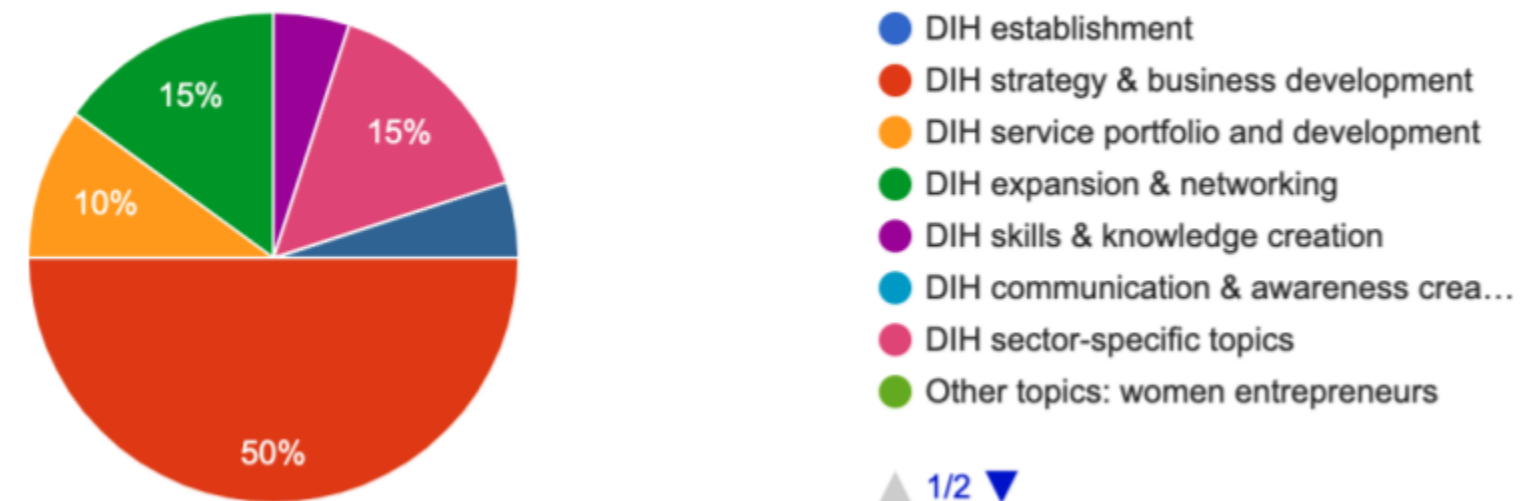 15%
15%
10%
50%
DIH establishment
DIH strategy & business development
DIH service portfolio and development
DIH expansion & networking
DIH skills & knowledge creation
DIH communication & awareness crea…
DIH sector-specific topics
Other topics: women entrepreneurs
1/2